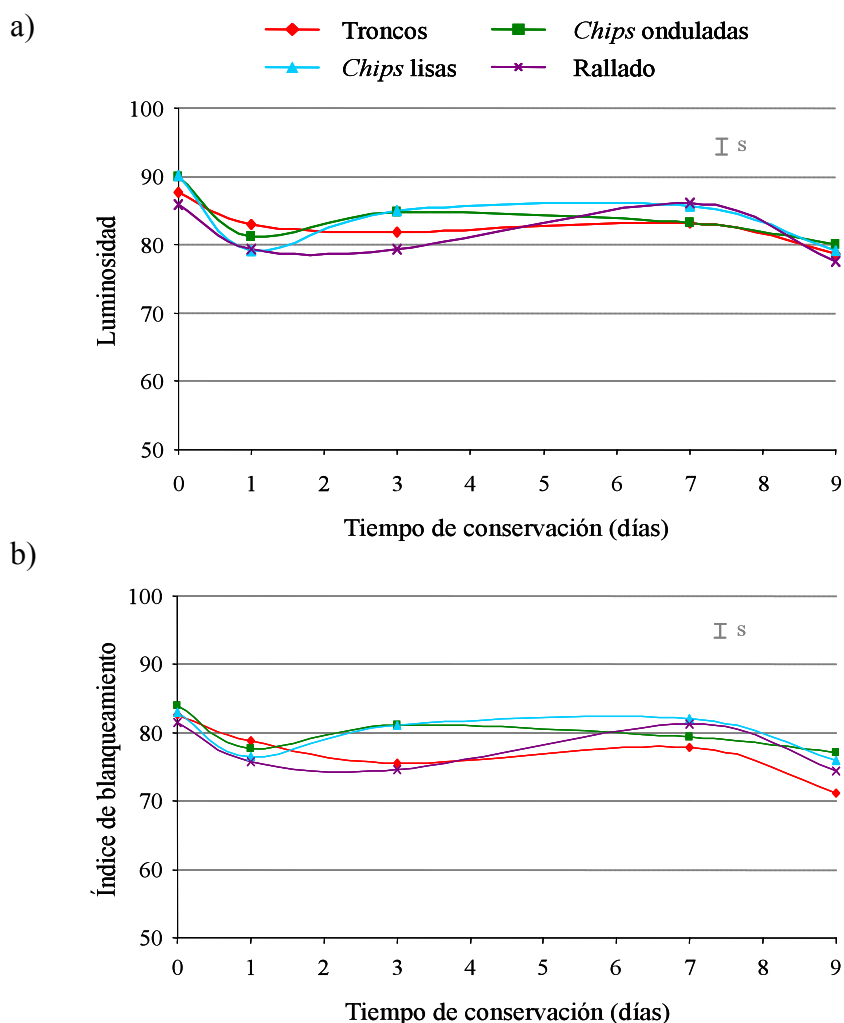 a)
Troncos
Chips onduladas
Chips lisas
Rallado
100
90
80
70
60
50
Luminosidad
s
0 1 2 3 4 5 6 7 8 9
Tiempo de conservación (días)
b)
100
90
80
70
60
50
Índice de blanqueamiento
s
0 1 2 3 4 5 6 7 8 9
Tiempo de conservación (días)